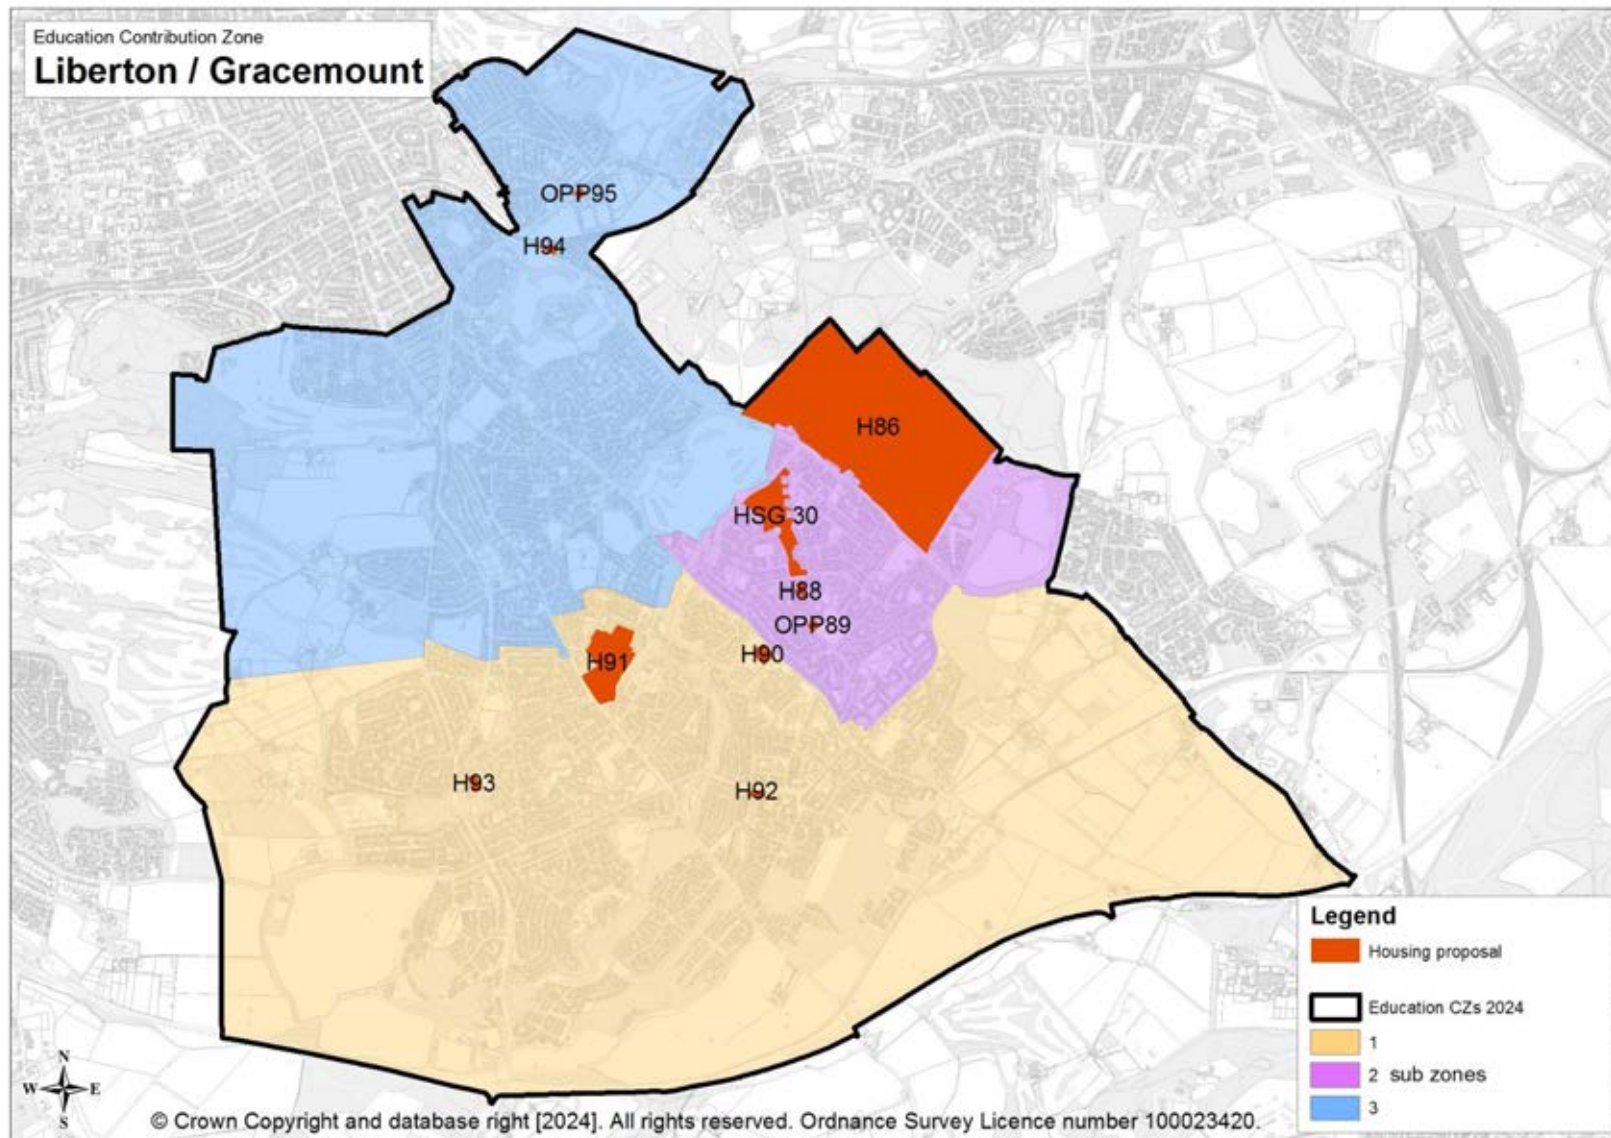 Education Contribution Zone
Liberton / Gracemount
OPP95
H94
H86
HSG 30
H88
OPP89
H90
H91
H93
H92
Legend
Housing proposal
Education CZs 2024
1
2 sub zones
3
N
W E
S
© Crown Copyright and database right [2024]. All rights reserved. Ordnance Survey Licence number 100023420.